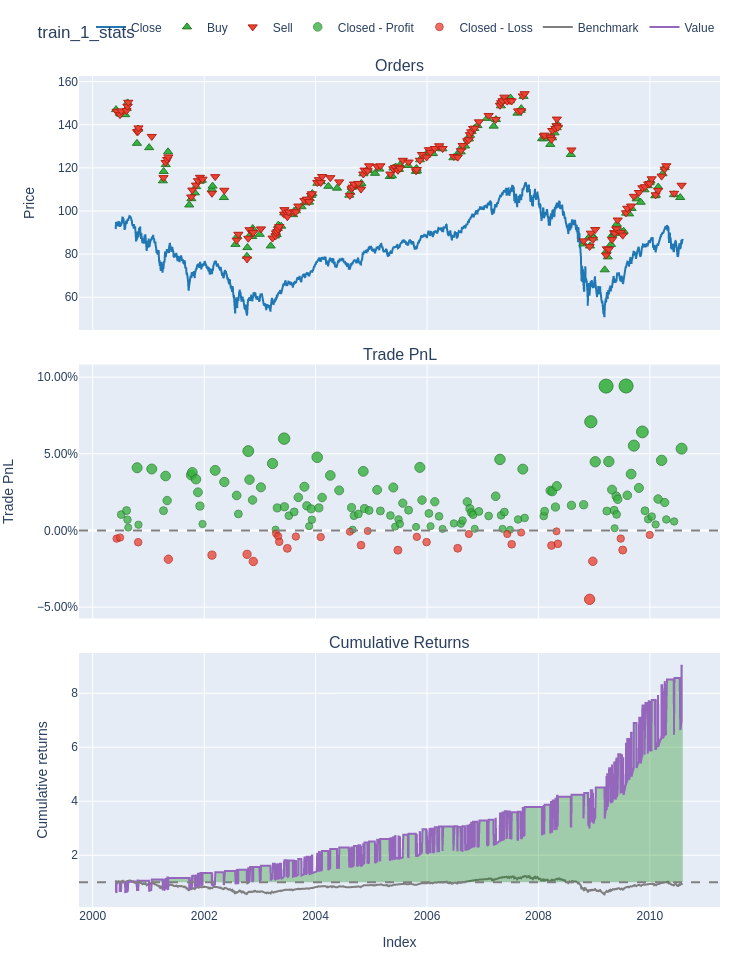 train_1_stats
Close
Buy
Sell
Closed - Profit
Closed - Loss
Benchmark
Value
Orders
160
140
120
100
80
60
Price
Trade PnL
10.00%
5.00%
0.00%
−5.00%
Trade PnL
Cumulative Returns
8
6
4
2
Cumulative returns
2000
2002
2004
2006
2008
2010
Index